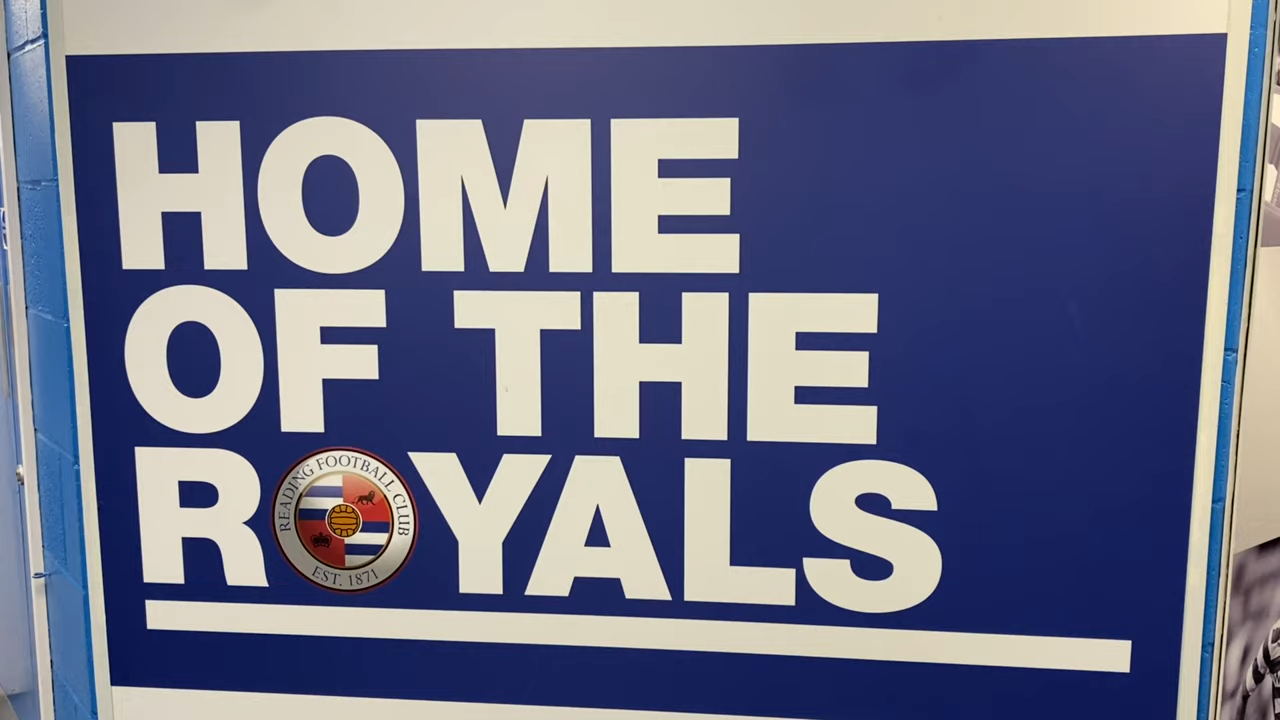 HOME
OF THE
ROYALS
READING FOOTBALL CLUB
EST. 1871